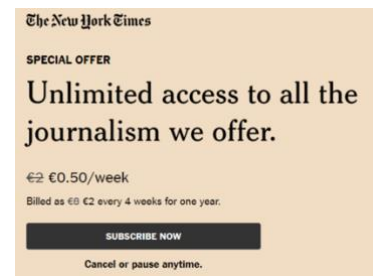 The New York Times
SPECIAL OFFER
Unlimited access to all the
journalism we offer.
€2 €0.50/week
Billed as €8 €2 every 4 weeks for one year.
SUBSCRIBE NOW
Cancel or pause anytime.